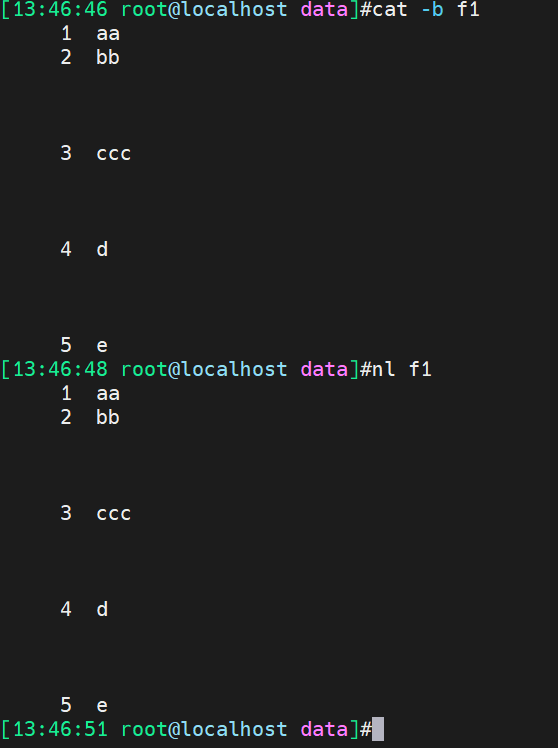 [13:46:46 root@localhost data]#cat -b f1
1 aa
2 bb
3 ccc
4 d
5 e
[13:46:48 root@localhost data]#nl f1
1 aa
2 bb
3 ccc
4 d
5 e
[13:46:51 root@localhost data]#